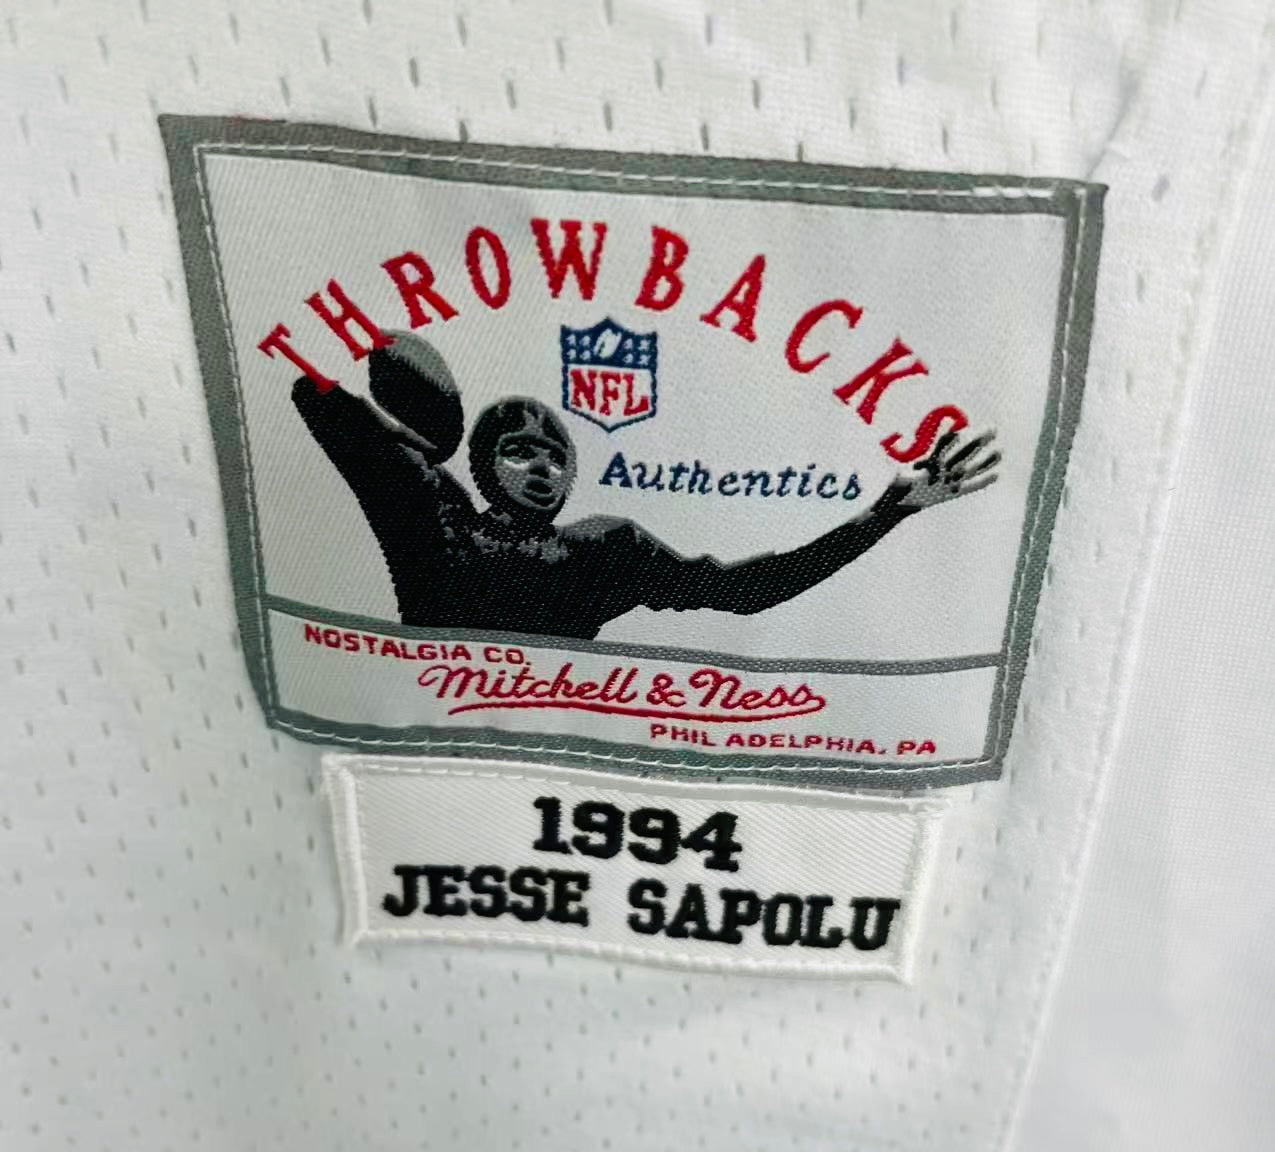 THROWBACKS
NFL
Authentics
NOSTALGIA CO.
Mitchell & Ness
PHILADELPHIA, PA
1994
JESSE SAPOLU